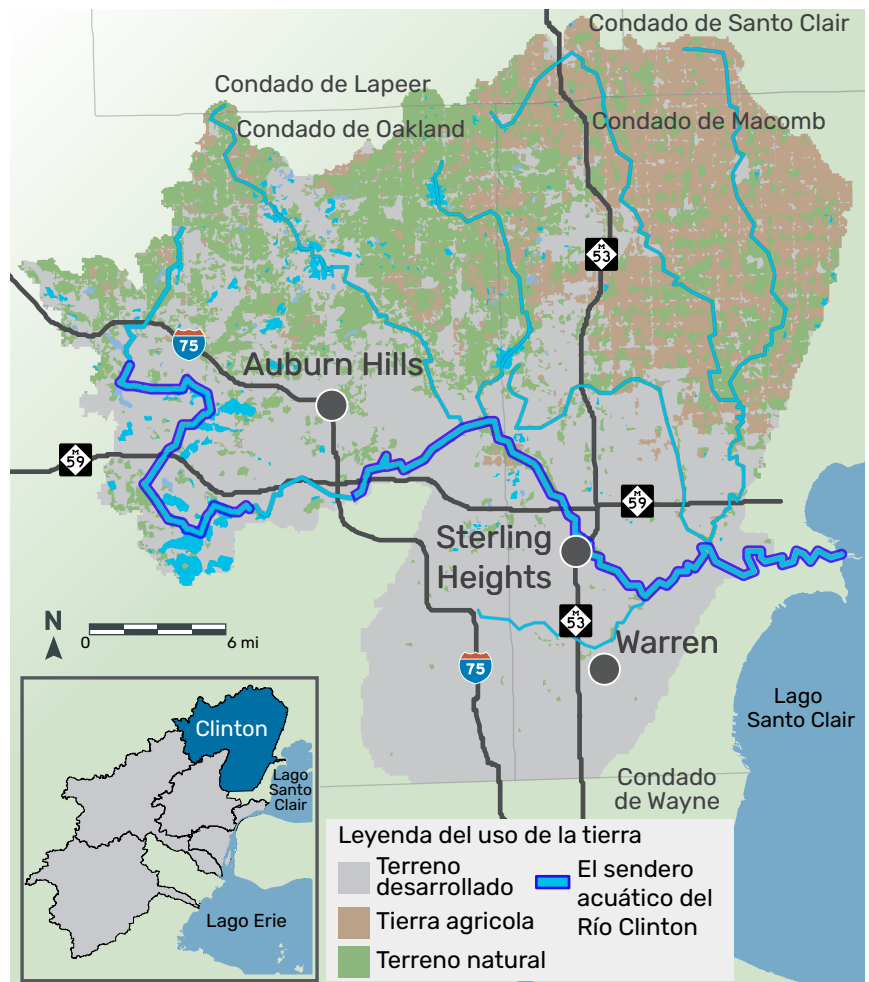 Condado de Santo Clair
Condado de Lapeer
Condado de Oakland
Condado de Macomb
M
53
75
Auburn Hills
M
59
M
59
Sterling
Heights
M
53
Warren
75
N
0
6 mi
Lago
Santo Clair
Condado
de Wayne
Clinton
Lago
Santo
Clair
Lago Erie
Leyenda del uso de la tierra
Terreno
desarrollado
Tierra agricola
Terreno natural
El sendero
acuático del
Río Clinton